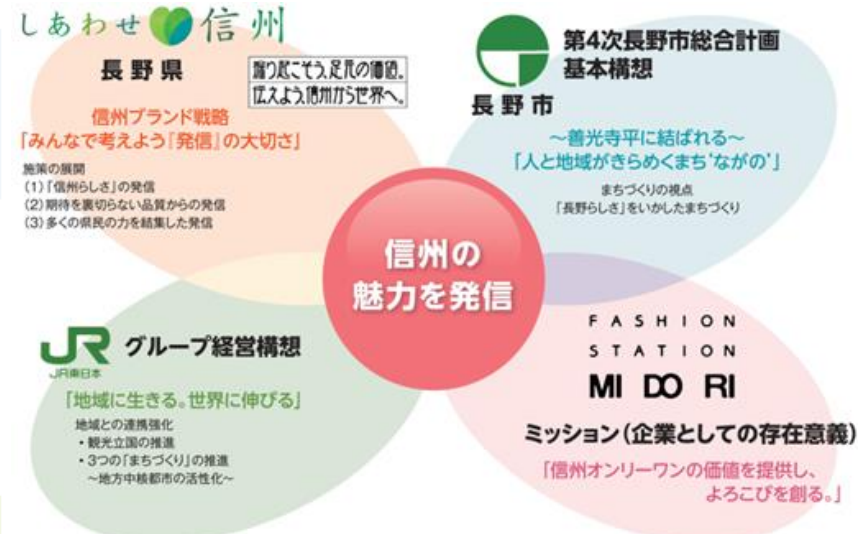 しあわせ信州
長野県
掘り起こそう、足元の価値。
伝えよう、信州から世界へ。
信州ブランド戦略
「みんなで考えよう『発信』の大切さ」
施策の展開
(1)「信州らしさ」の発信
(2)期待を裏切らない品質からの発信
(3)多くの県民の力を結集した発信
長野市
第4次長野市総合計画
基本構想
～善光寺平に結ばれる～
「人と地域がきらめくまち‘ながの’」
まちづくりの視点
「長野らしさ」をいかしたまちづくり
信州の
魅力を発信
JR
JR東日本
グループ経営構想
「地域に生きる。世界に伸びる」
地域との連携強化
・観光立国の推進
・3つの「まちづくり」の推進
～地方中核都市の活性化～
FASHION
STATION
MIDORI
ミッション(企業としての存在意義)
「信州オンリーワンの価値を提供し、
よろこびを創る。」